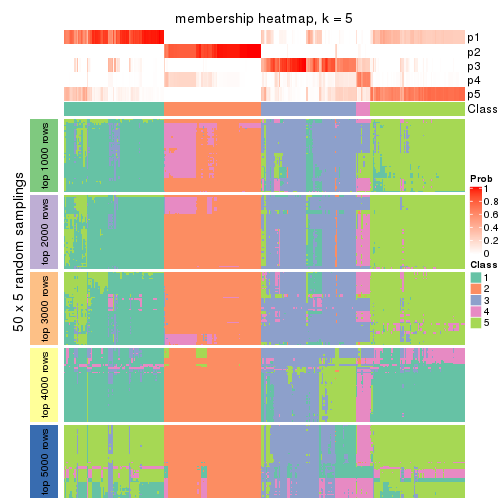 membership heatmap, k = 5
p1
p2
p3
p4
p5
Class
50 x 5 random samplings
top 1000 rows
top 2000 rows
top 3000 rows
top 4000 rows
top 5000 rows
Prob
1
0.8
0.6
0.4
0.2
0
Class
1
2
3
4
5